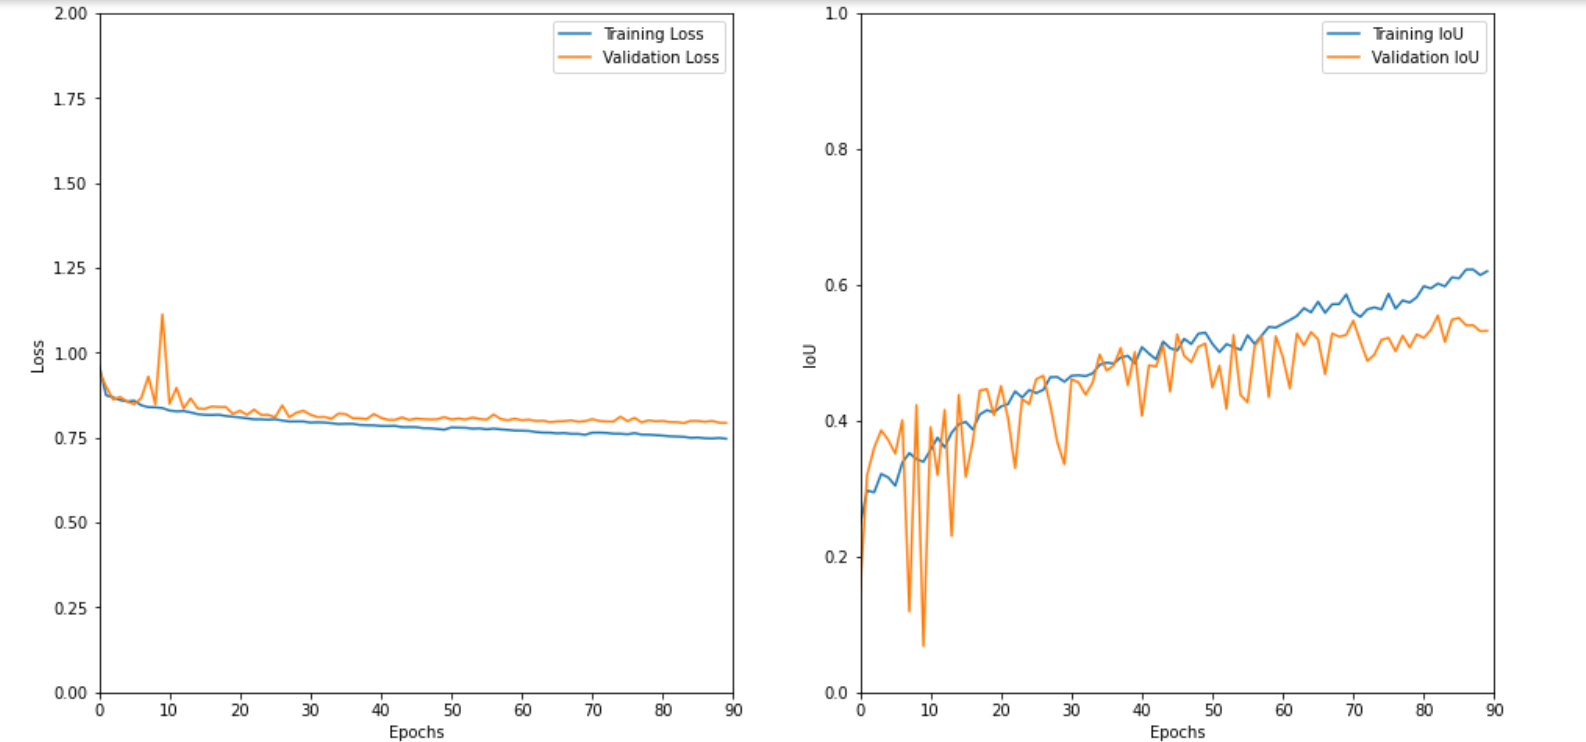 2.00
1.75
1.50
1.25
1.00
0.75
0.50
0.25
0.00
Loss
0 10 20 30 40 50 60 70 80 90
Epochs
Training Loss
Validation Loss
1.0
0.8
0.6
0.4
0.2
0.0
IoU
0 10 20 30 40 50 60 70 80 90
Epochs
Training IoU
Validation IoU